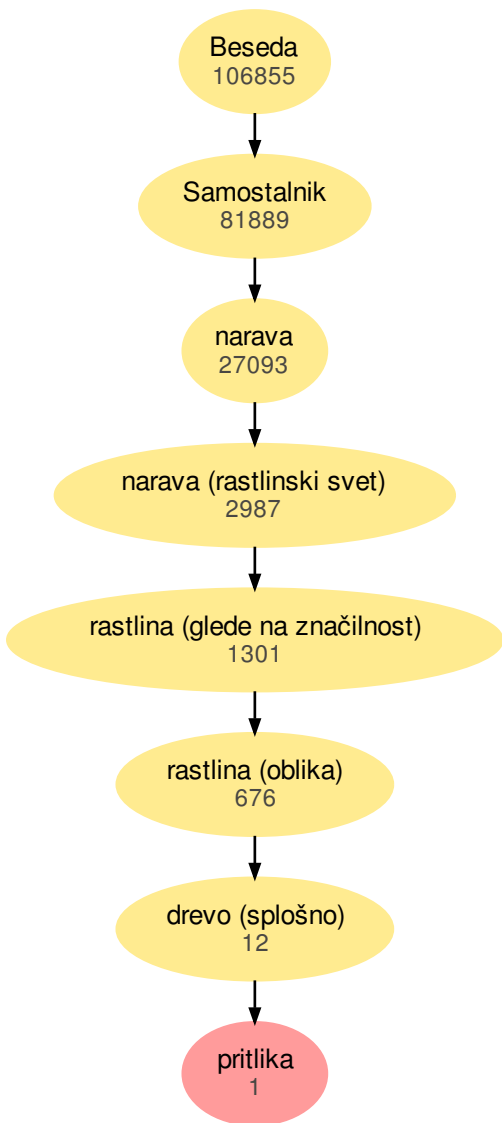 Beseda
106855
Samostalnik
81889
narava
27093
narava (rastlinski svet)
2987
rastlina (glede na značilnost)
1301
rastlina (oblika)
676
drevo (splošno)
12
pritlika
1